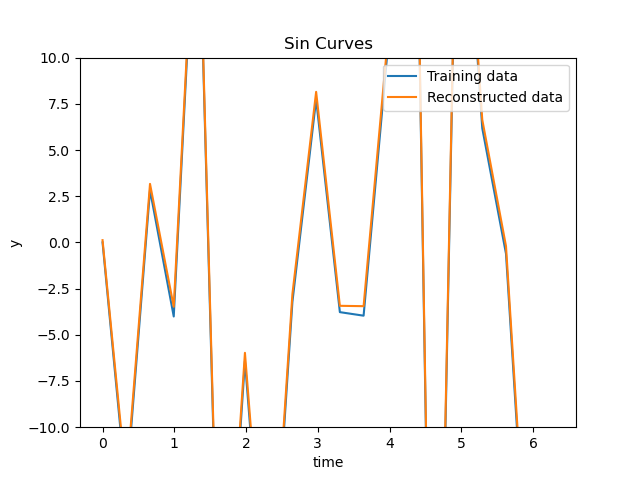 Sin Curves
Training data
Reconstructed data
y
10.0
7.5
5.0
2.5
0.0
−2.5
−5.0
−7.5
−10.0
0 1 2 3 4 5 6
time